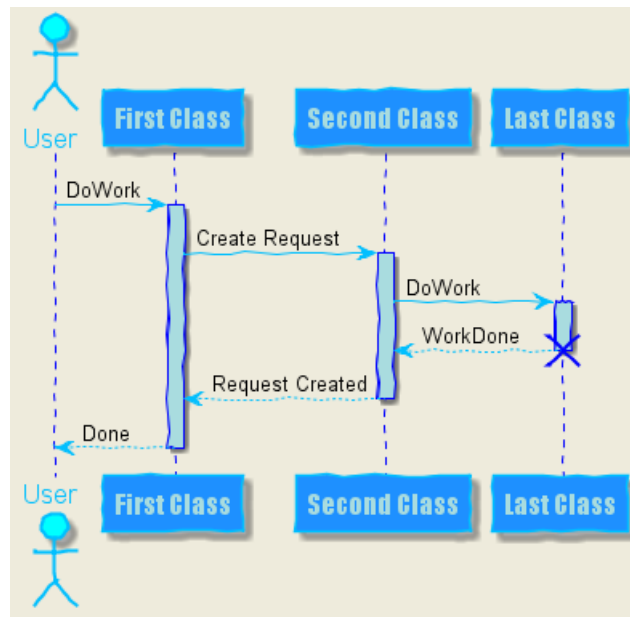 First Class
Second Class
Last Class
User
DoWork
Create Request
DoWork
WorkDone
Request Created
Done
User
First Class
Second Class
Last Class